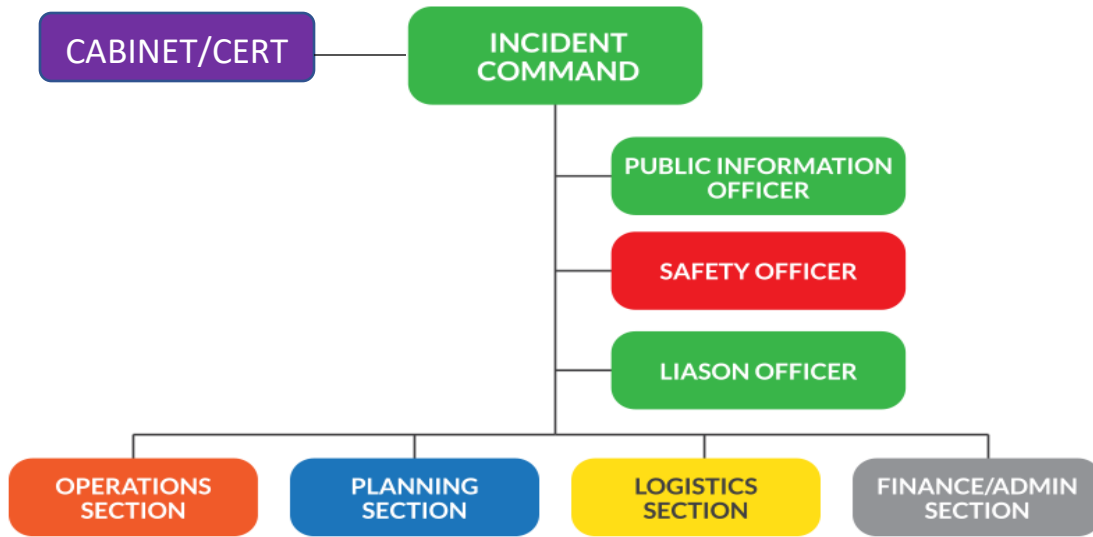 CABINET/CERT
INCIDENT
COMMAND
PUBLIC INFORMATION
OFFICER
SAFETY OFFICER
LIASON OFFICER
OPERATIONS
SECTION
PLANNING
SECTION
LOGISTICS
SECTION
FINANCE/ADMIN
SECTION